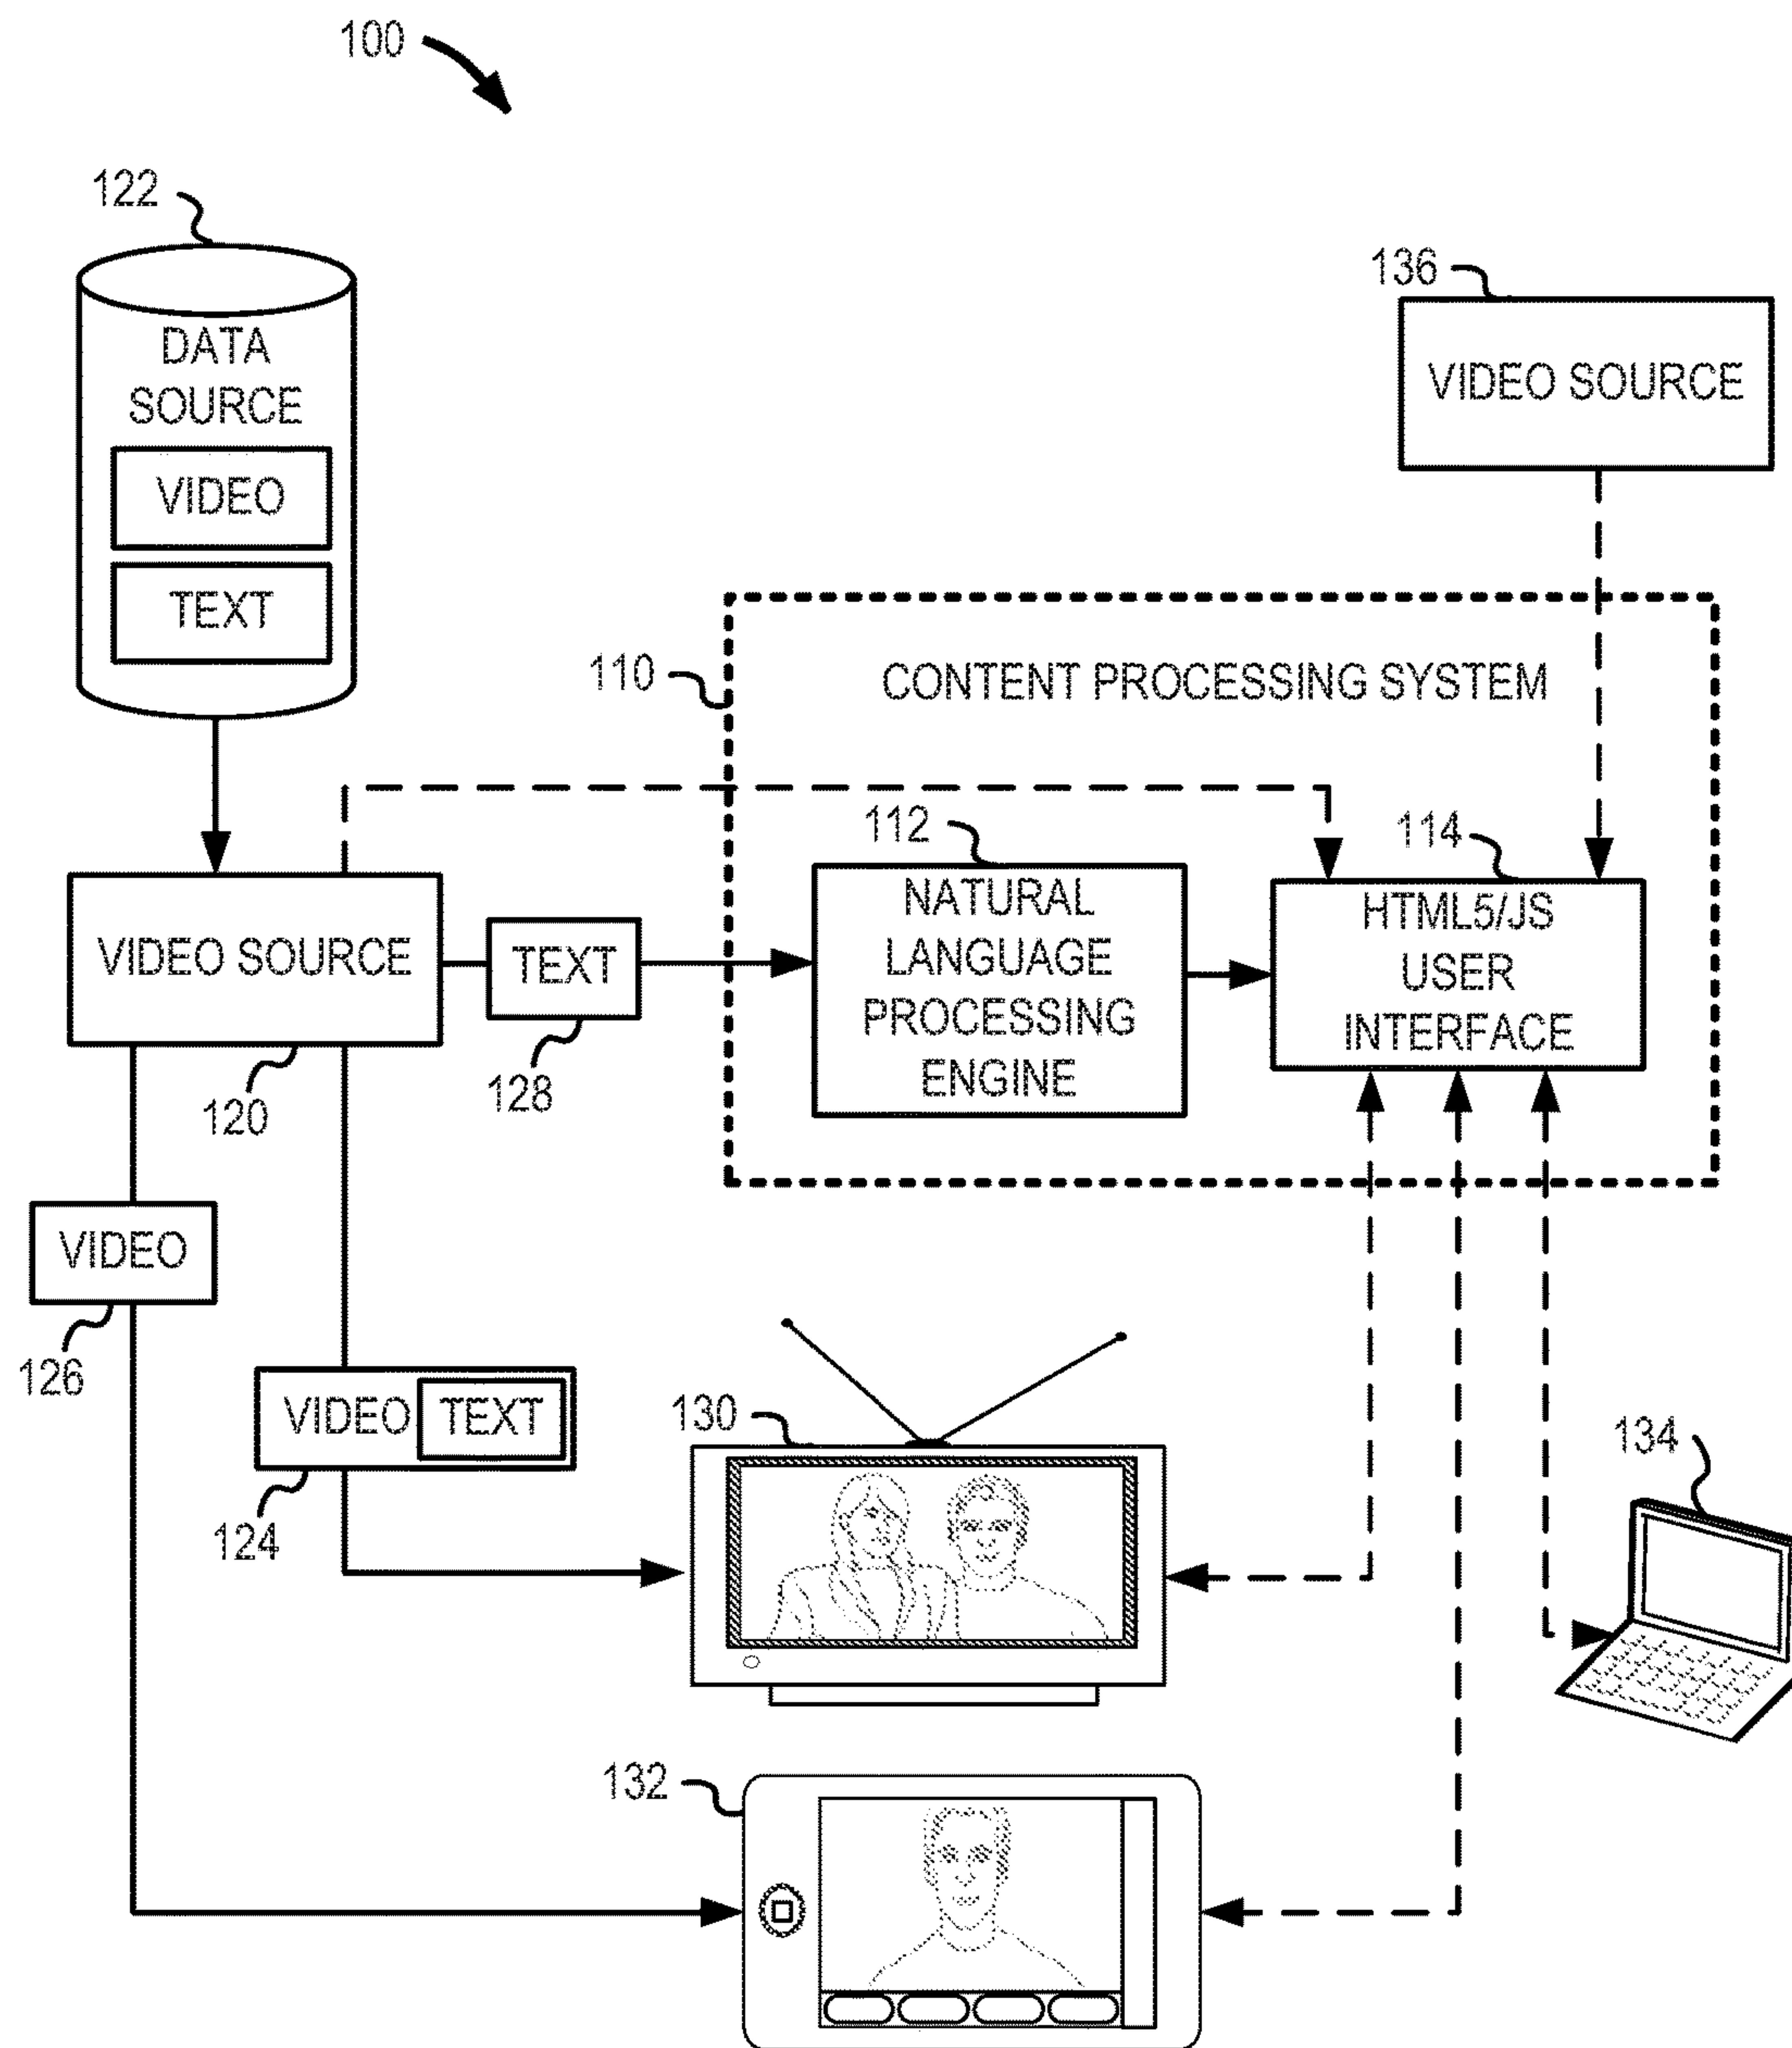 100
122
136
DATA
SOURCE
VIDEO SOURCE
VIDEO
TEXT
110
CONTENT PROCESSING SYSTEM
112
114
NATURAL
LANGUAGE
PROCESSING
ENGINE
HTML5/JS
USER
INTERFACE
VIDEO SOURCE
TEXT
128
120
VIDEO
126
VIDEO TEXT
124
130
134
132